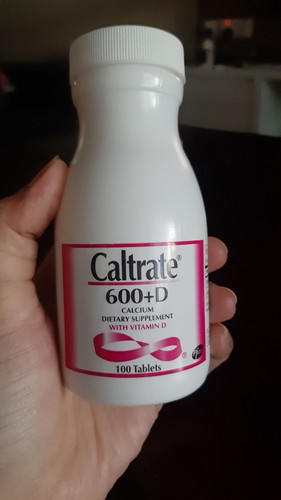 Caltrate®
600+D
CALCIUM
DIETARY SUPPLEMENT
WITH VITAMIN D
®
100 Tablets